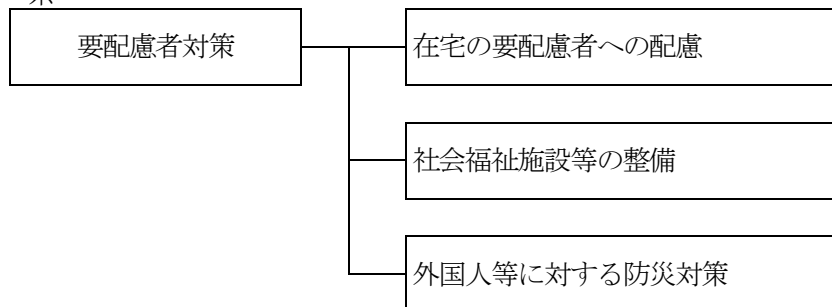 要配慮者対策
在宅の要配慮者への配慮
社会福祉施設等の整備
外国人等に対する防災対策